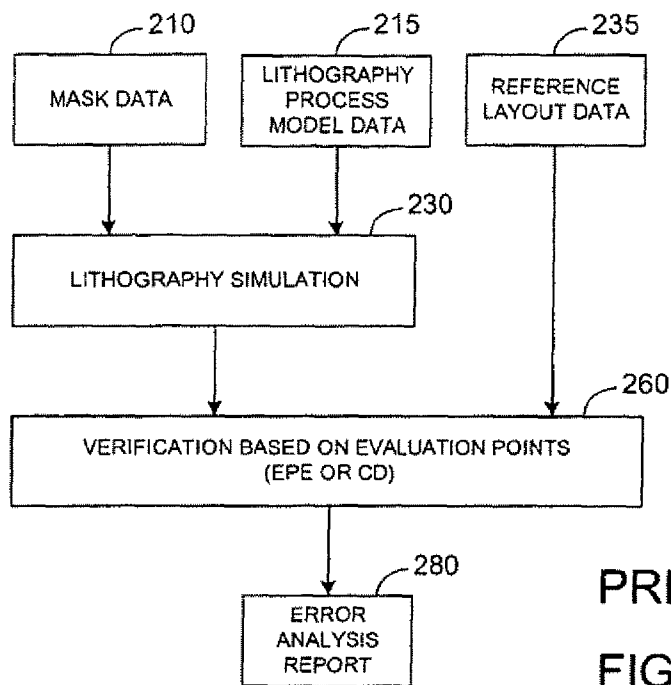 210
215
235
MASK DATA
LITHOGRAPHY
PROCESS
MODEL DATA
REFERENCE
LAYOUT DATA
230
LITHOGRAPHY SIMULATION
260
VERIFICATION BASED ON EVALUATION POINTS
(EPE OR CD)
280
ERROR
ANALYSIS
REPORT
PRI
FIG